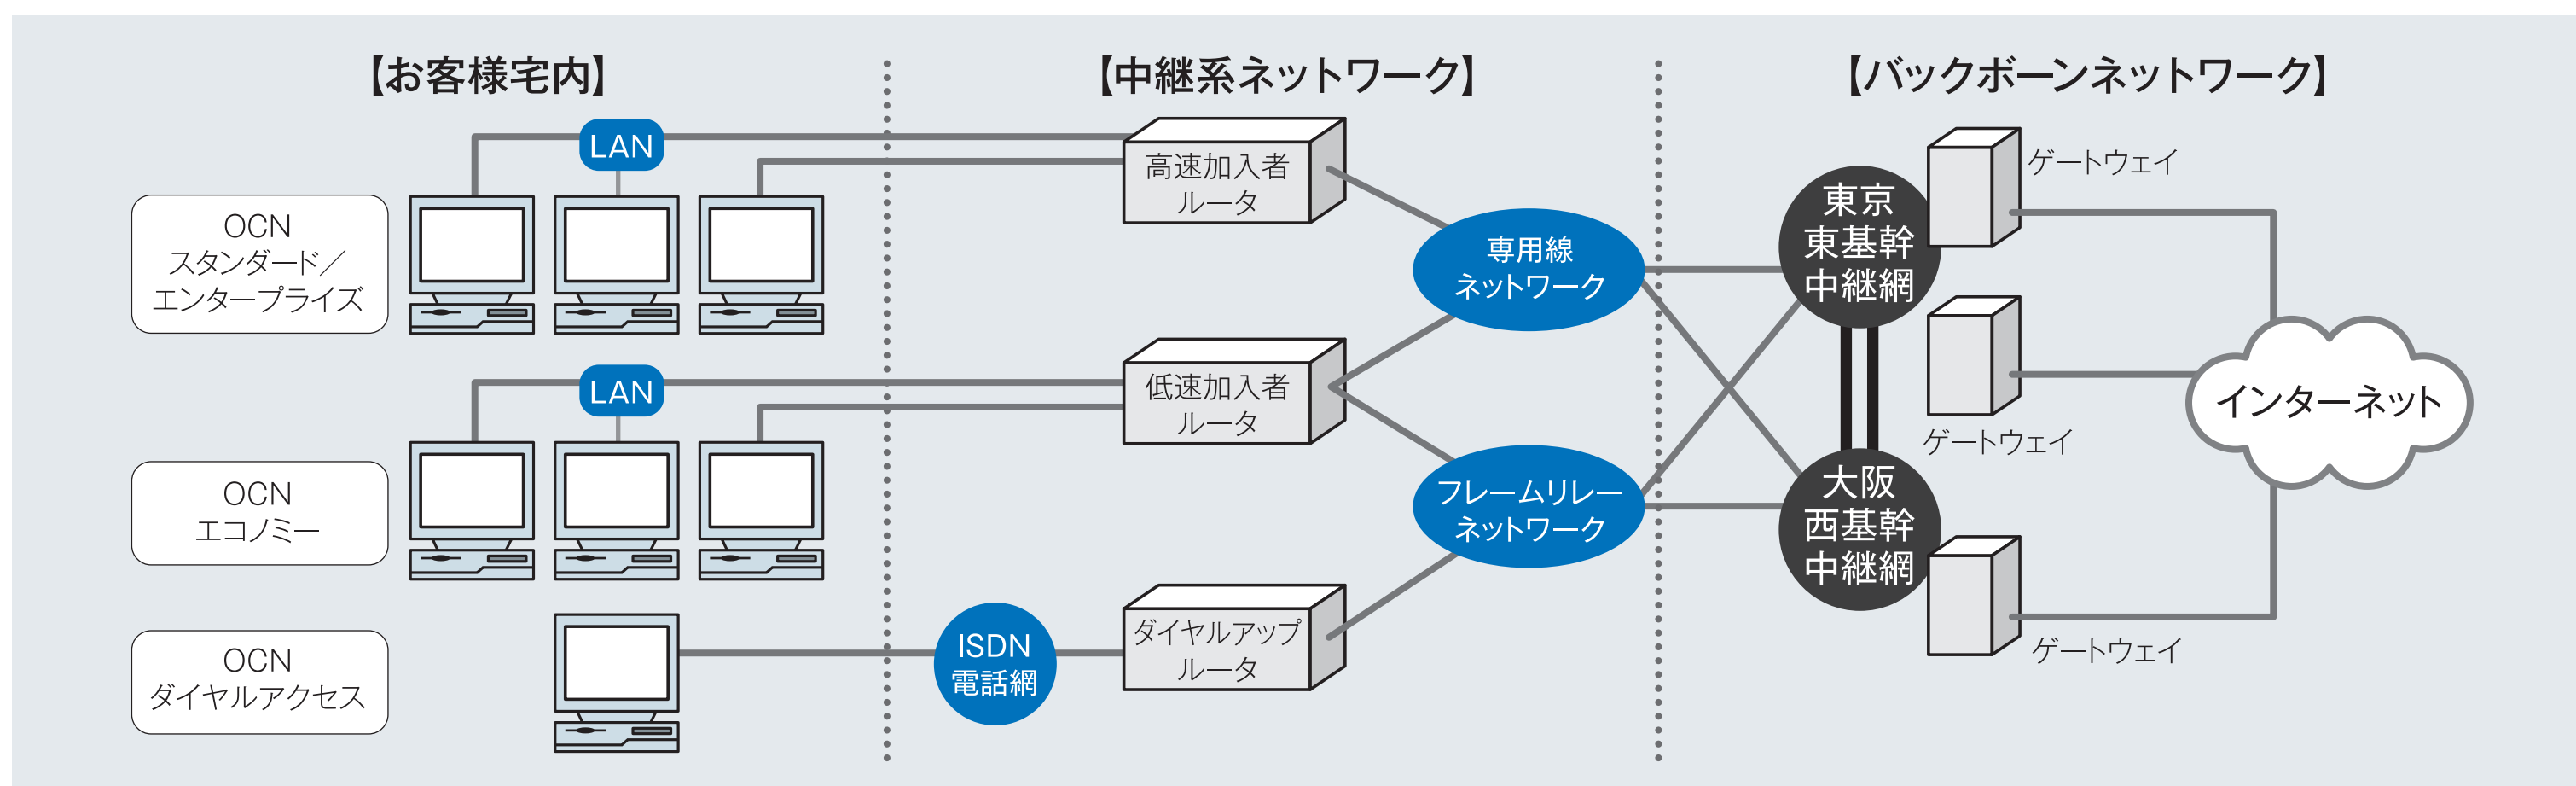 【お客様宅内】
【中継系ネットワーク】
【バックボーンネットワーク】
OCN
スタンダード／
エンタープライズ
LAN
高速加入者
ルータ
専用線
ネットワーク
東京
東基幹
中継網
ゲートウェイ
ゲートウェイ
インターネット
OCN
エコノミー
LAN
低速加入者
ルータ
フレームリレー
ネットワーク
大阪
西基幹
中継網
ゲートウェイ
OCN
ダイヤルアクセス
ISDN
電話網
ダイヤルアップ
ルータ